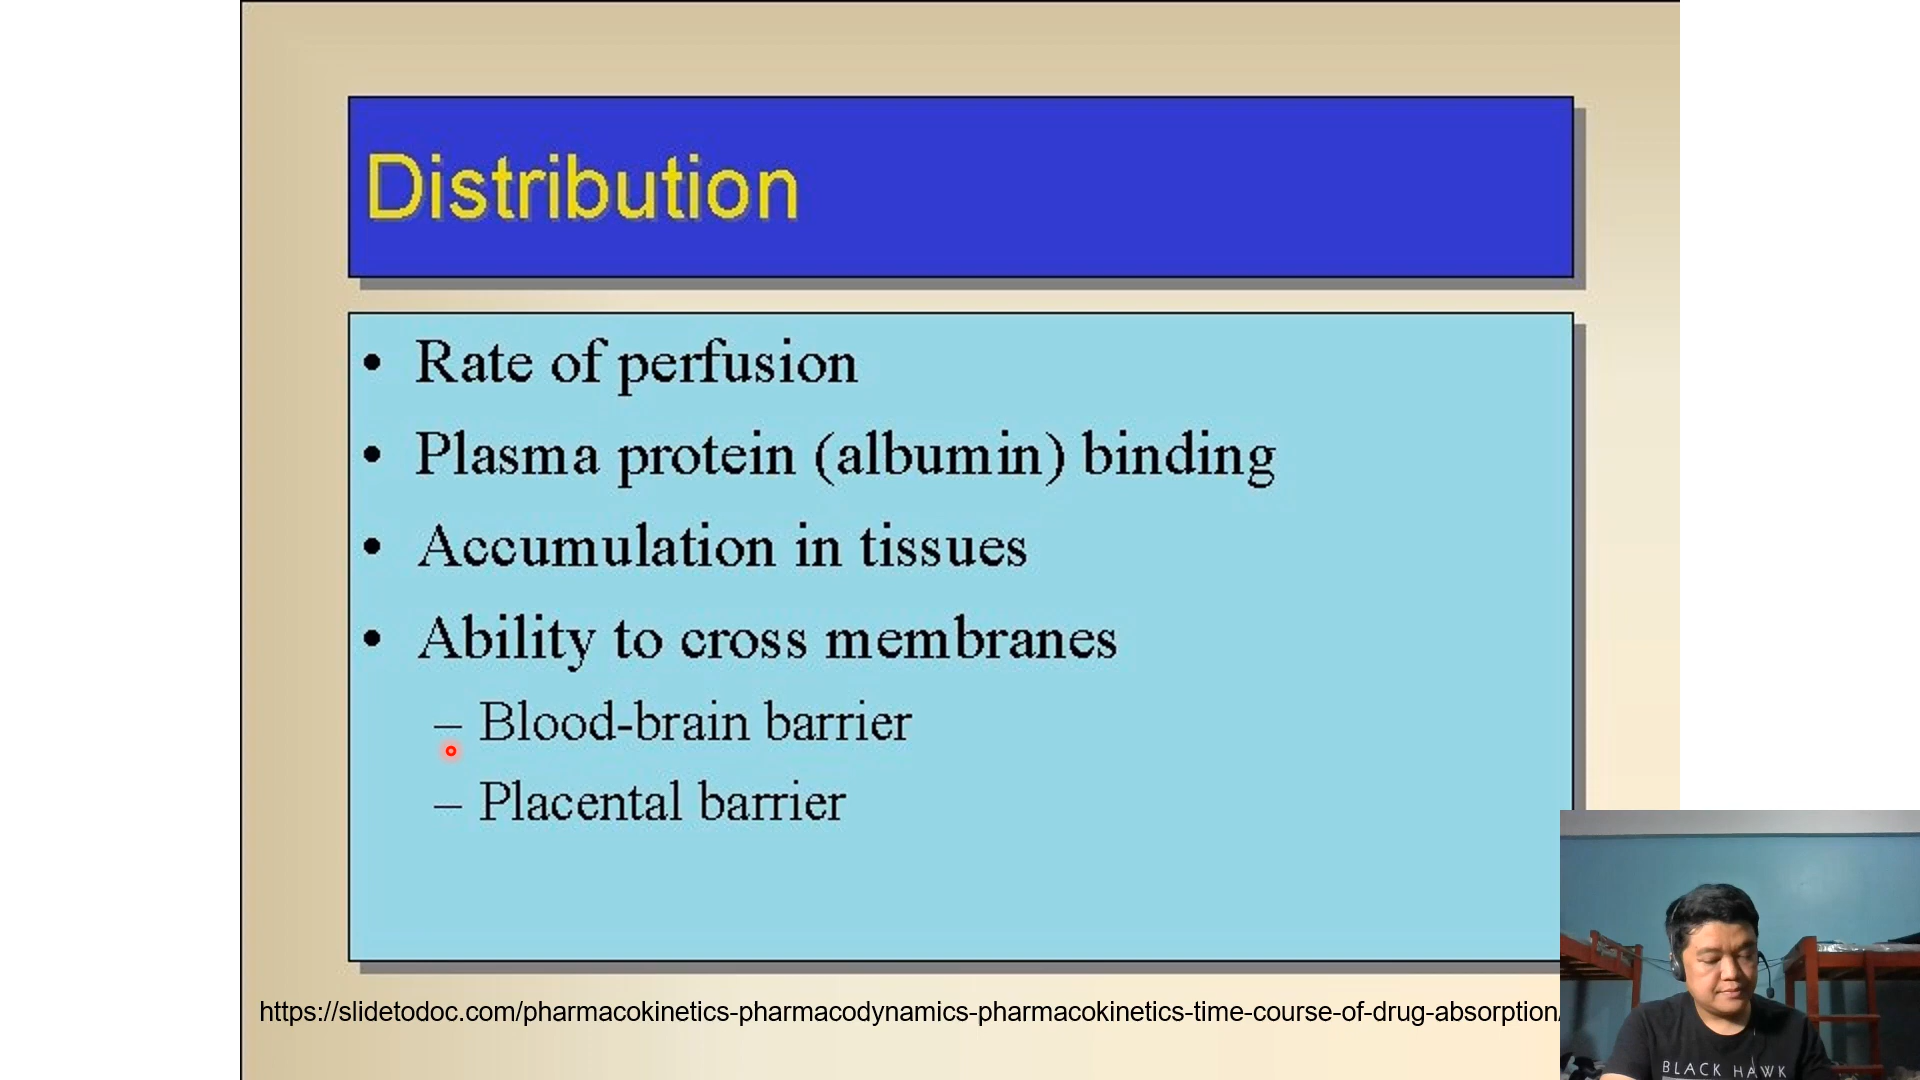 Distribution
• Rate of perfusion
• Plasma protein (albumin) binding
• Accumulation in tissues
• Ability to cross membranes
– Blood-brain barrier
– Placental barrier
https://slidetodoc.com/pharmacokinetics-pharmacodynamics-pharmacokinetics-time-course-of-drug-absorption/
BLACK HAWK